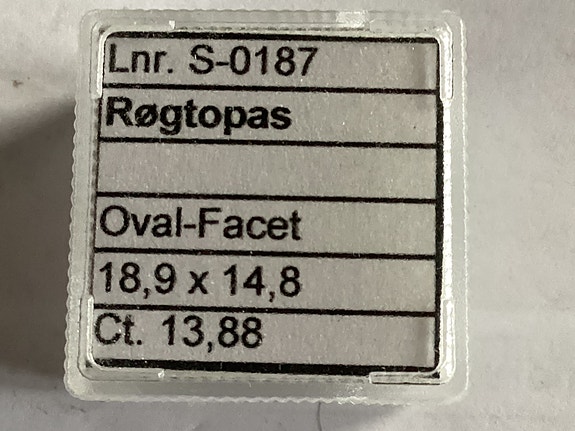 Lnr. S-0187
Røgtopas
Oval-Facet
18,9 x 14,8
Ct. 13,88